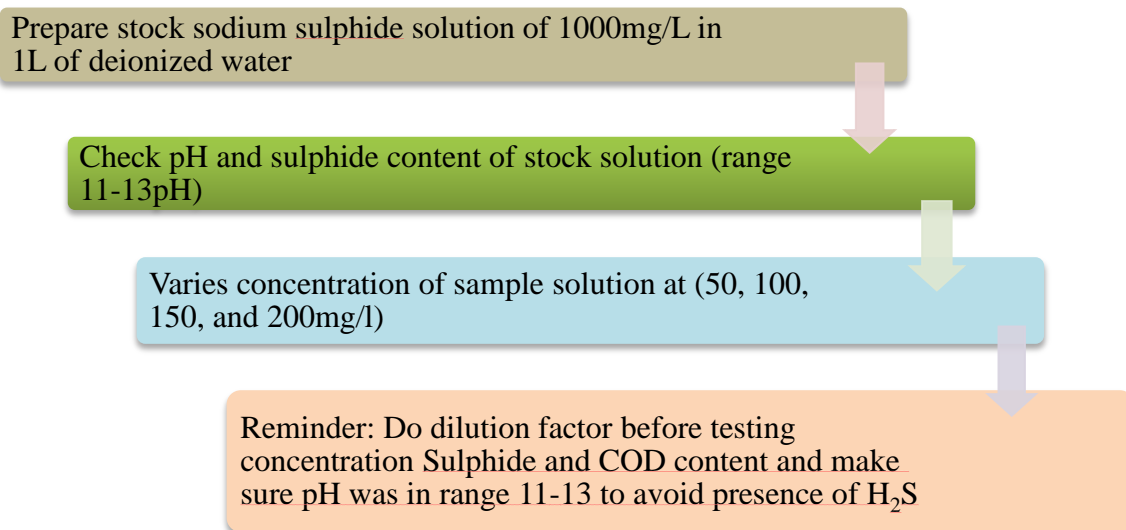 Prepare stock sodium sulphide solution of 1000mg/L in
1L of deionized water
Check pH and sulphide content of stock solution (range
11-13pH)
Varies concentration of sample solution at (50, 100,
150, and 200mg/l)
Reminder: Do dilution factor before testing
concentration Sulphide and COD content and make
sure pH was in range 11-13 to avoid presence of H₂S